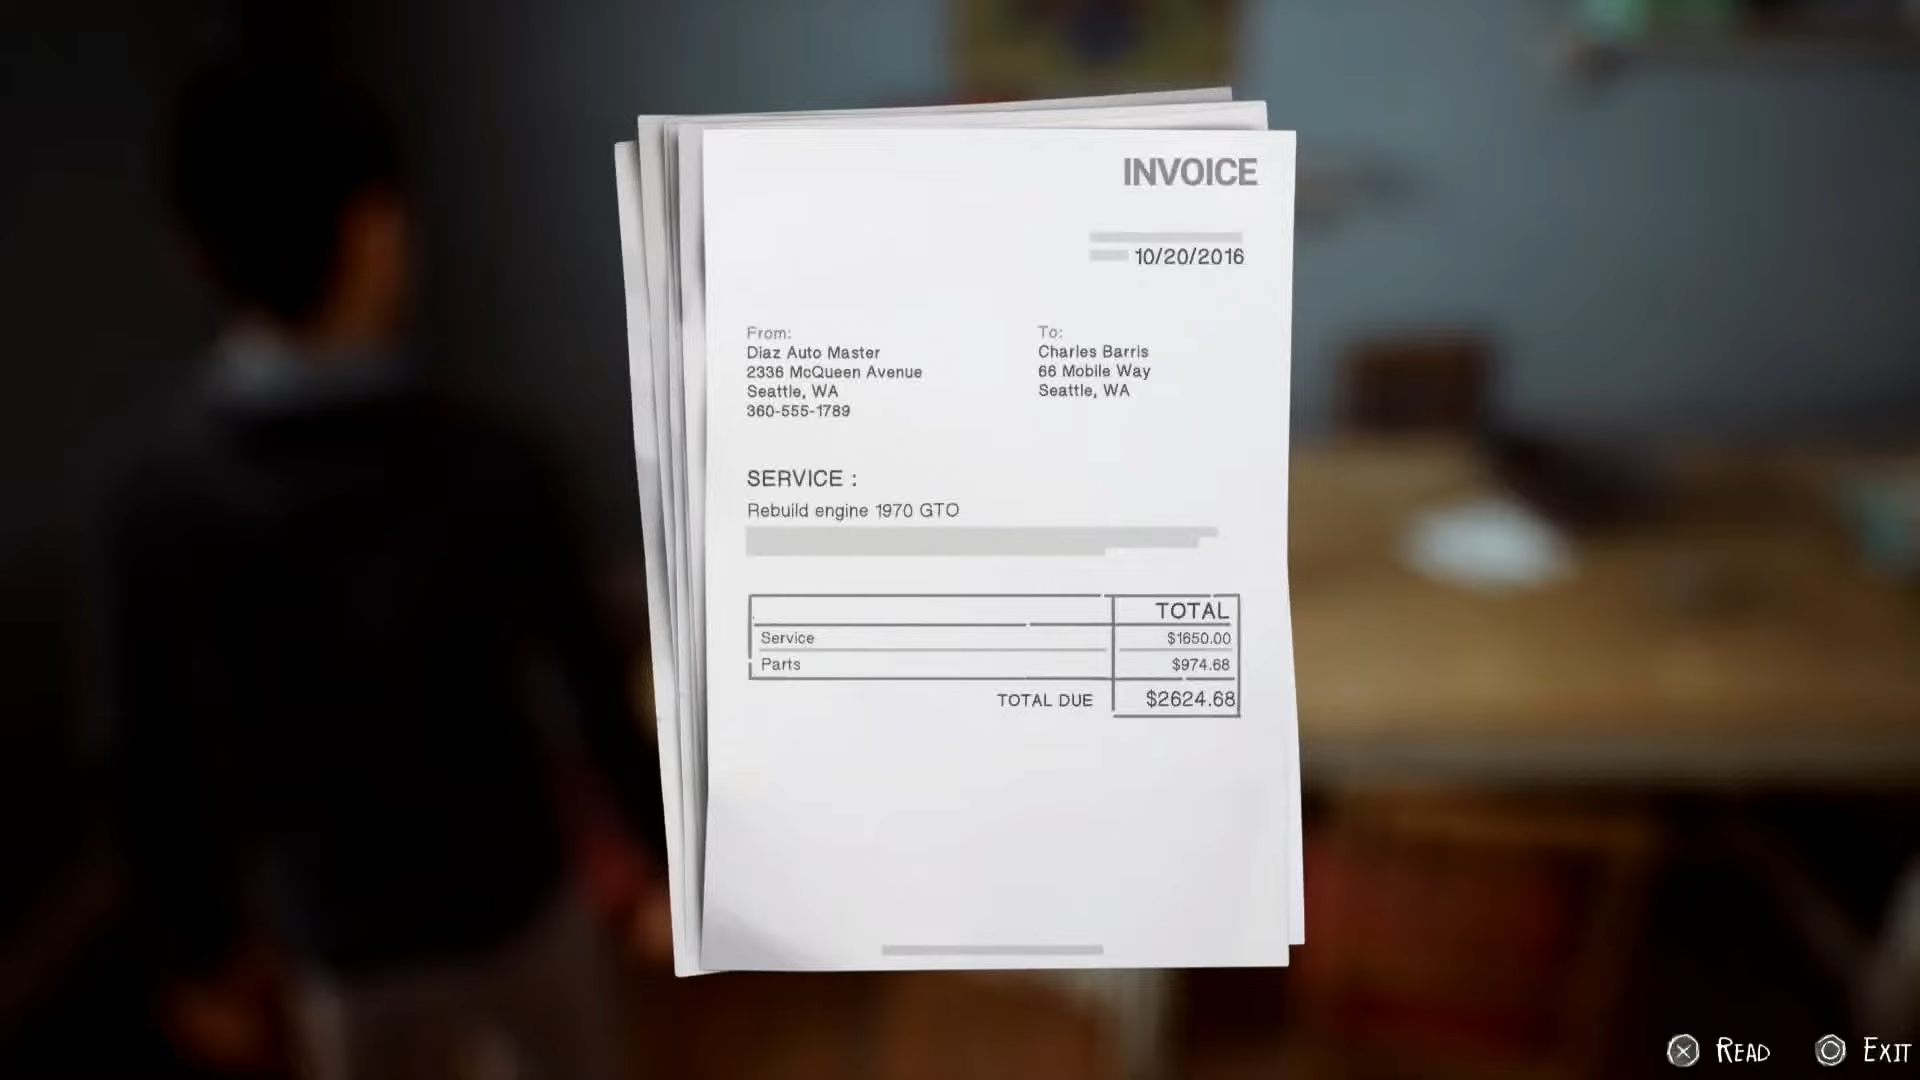 INVOICE
10/20/2016
From:
Diaz Auto Master
2336 McQueen Avenue
Seattle, WA
360-555-1789
To:
Charles Barris
66 Mobile Way
Seattle, WA
SERVICE :
Rebuild engine 1970 GTO
TOTAL
Service $1650.00
Parts $974.68
TOTAL DUE $2624.68
READ EXIT